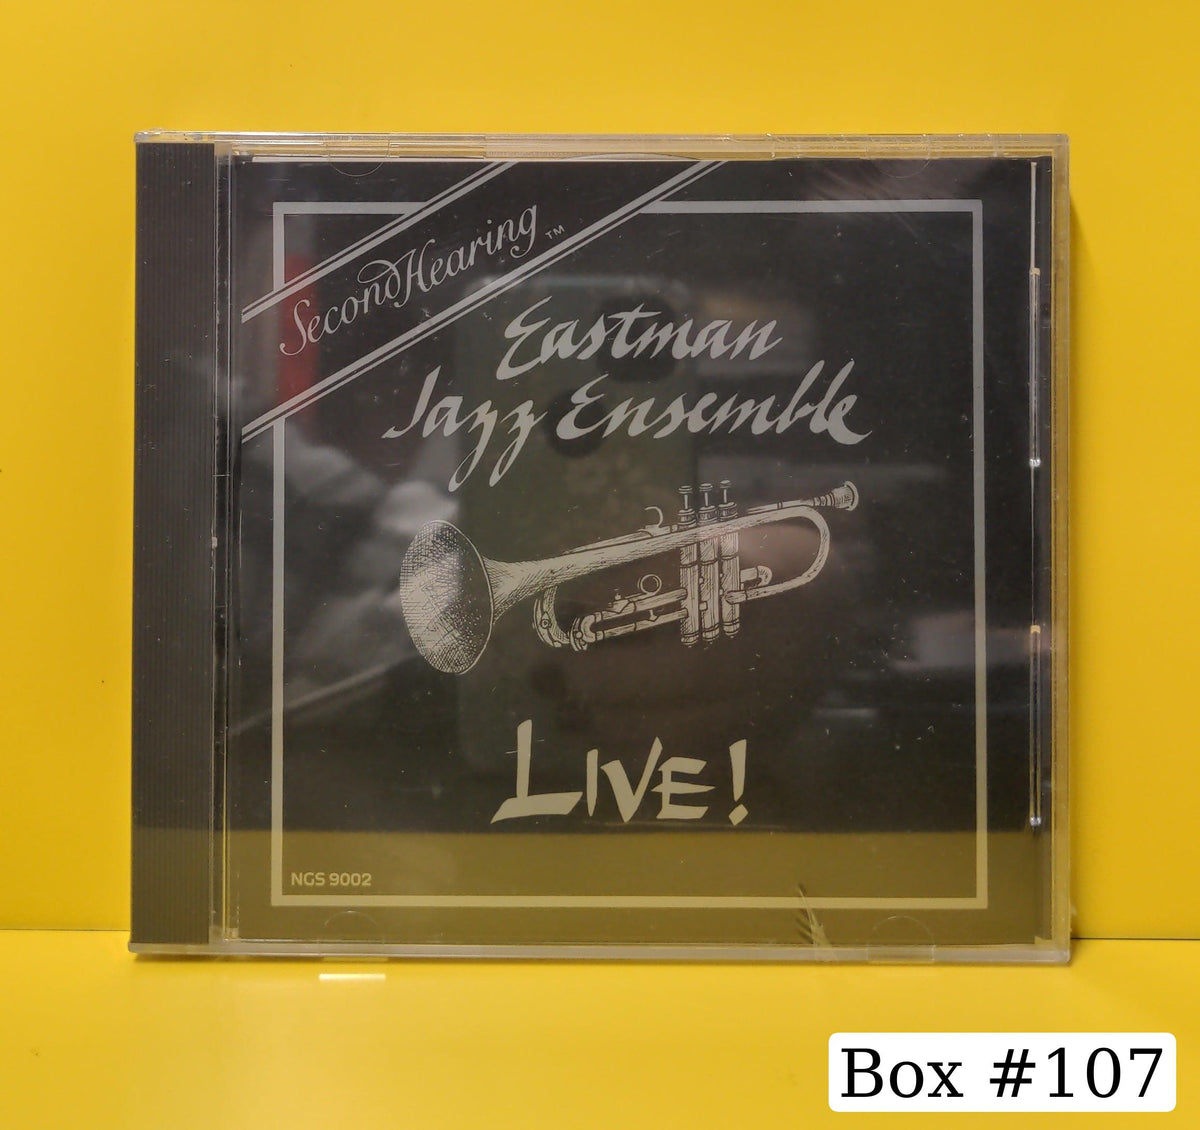 SecondHearing™
Eastman
Jazz Ensemble
LIVE!
NGS 9002
Box #107